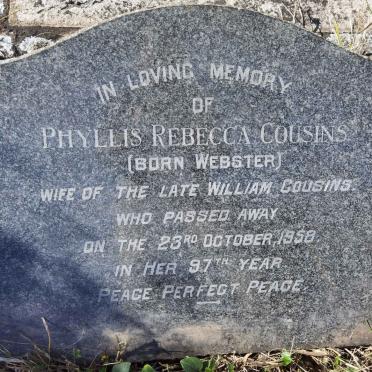 IN LOVING MEMORY
OF
PHYLLIS REBECCA COUSINS
(BORN WEBSTER)
WIFE OF THE LATE WILLIAM COUSINS.
WHO PASSED AWAY
ON THE 23RD OCTOBER, 1958.
IN HER 97TH YEAR
PEACE PERFECT PEACE.